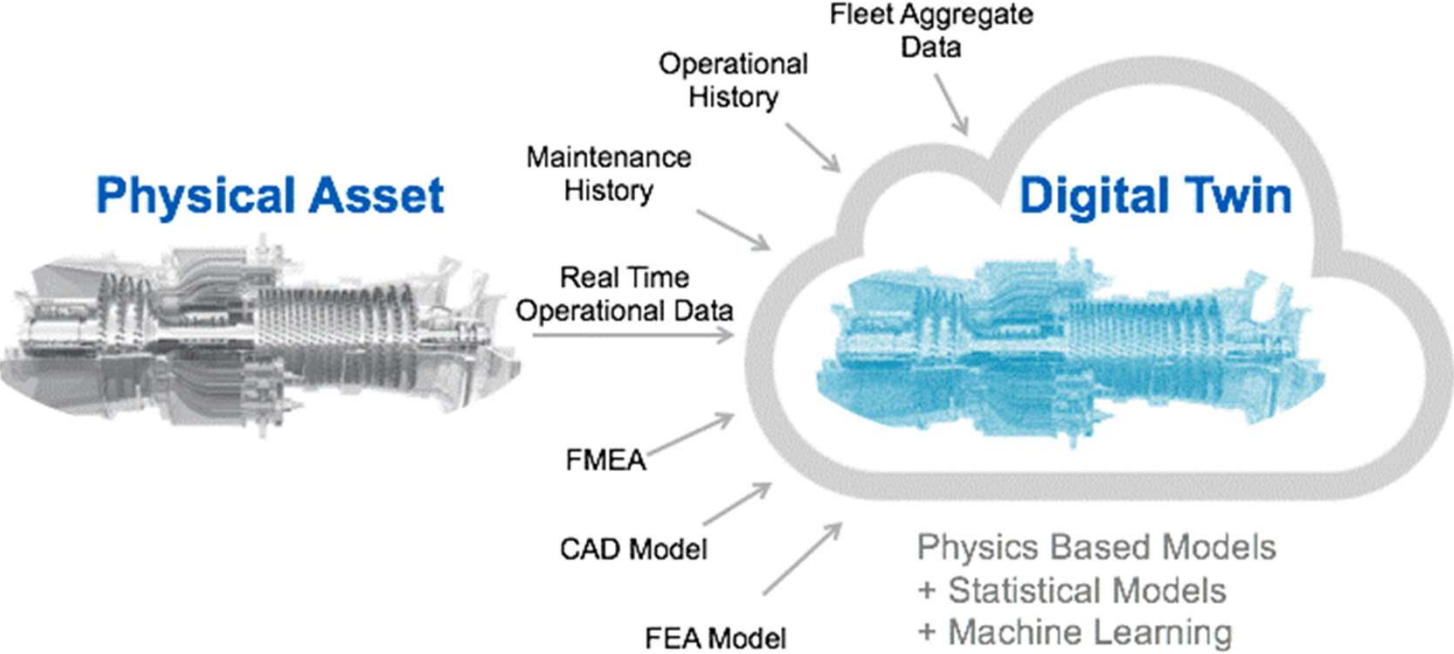 Fleet Aggregate
Data
Operational
History
Maintenance
History
Physical Asset
Digital Twin
Real Time
Operational Data
FMEA
CAD Model
FEA Model
Physics Based Models
+ Statistical Models
+ Machine Learning